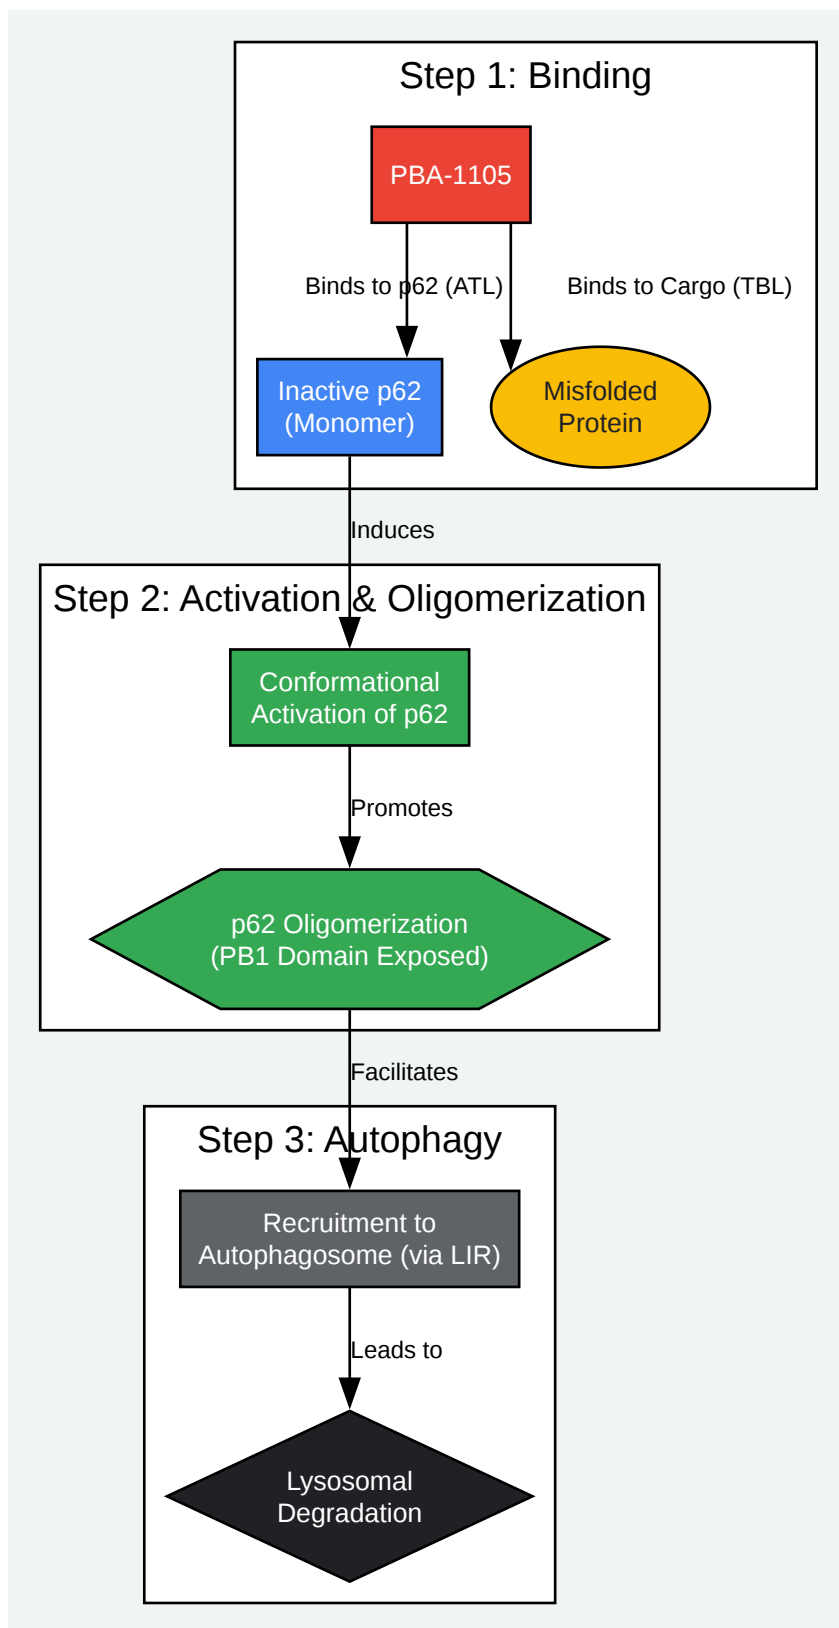 Step 1: Binding
PBA-1105
Binds to p62 (ATL)
Binds to Cargo (TBL)
Inactive p62
(Monomer)
Misfolded
Protein
Induces
Step 2: Activation & Oligomerization
Conformational
Activation of p62
Promotes
p62 Oligomerization
(PB1 Domain Exposed)
Facilitates
Step 3: Autophagy
Recruitment to
Autophagosome (via LIR)
Leads to
Lysosomal
Degradation